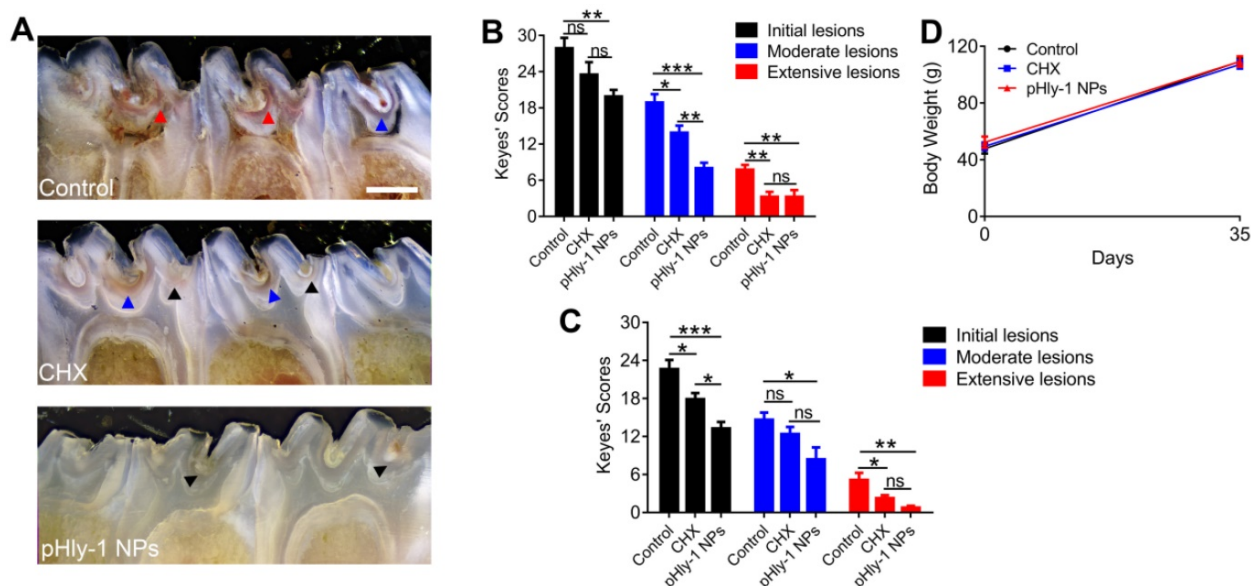 A
Control
CHX
pHly-1 NPs
B
Keyes' Scores
30
24
18
12
6
0
**
ns
ns
***
*
**
**
**
ns
Control
CHX
pHly-1 NPs
Control
CHX
pHly-1 NPs
Control
CHX
pHly-1 NPs
Initial lesions
Moderate lesions
Extensive lesions
D
Body Weight (g)
120
80
40
0
0
35
Days
Control
CHX
pHly-1 NPs
C
Keyes' Scores
30
24
18
12
6
0
***
*
*
*
ns
ns
**
*
ns
Control
CHX
pHly-1 NPs
Control
CHX
pHly-1 NPs
Control
CHX
pHly-1 NPs
Initial lesions
Moderate lesions
Extensive lesions